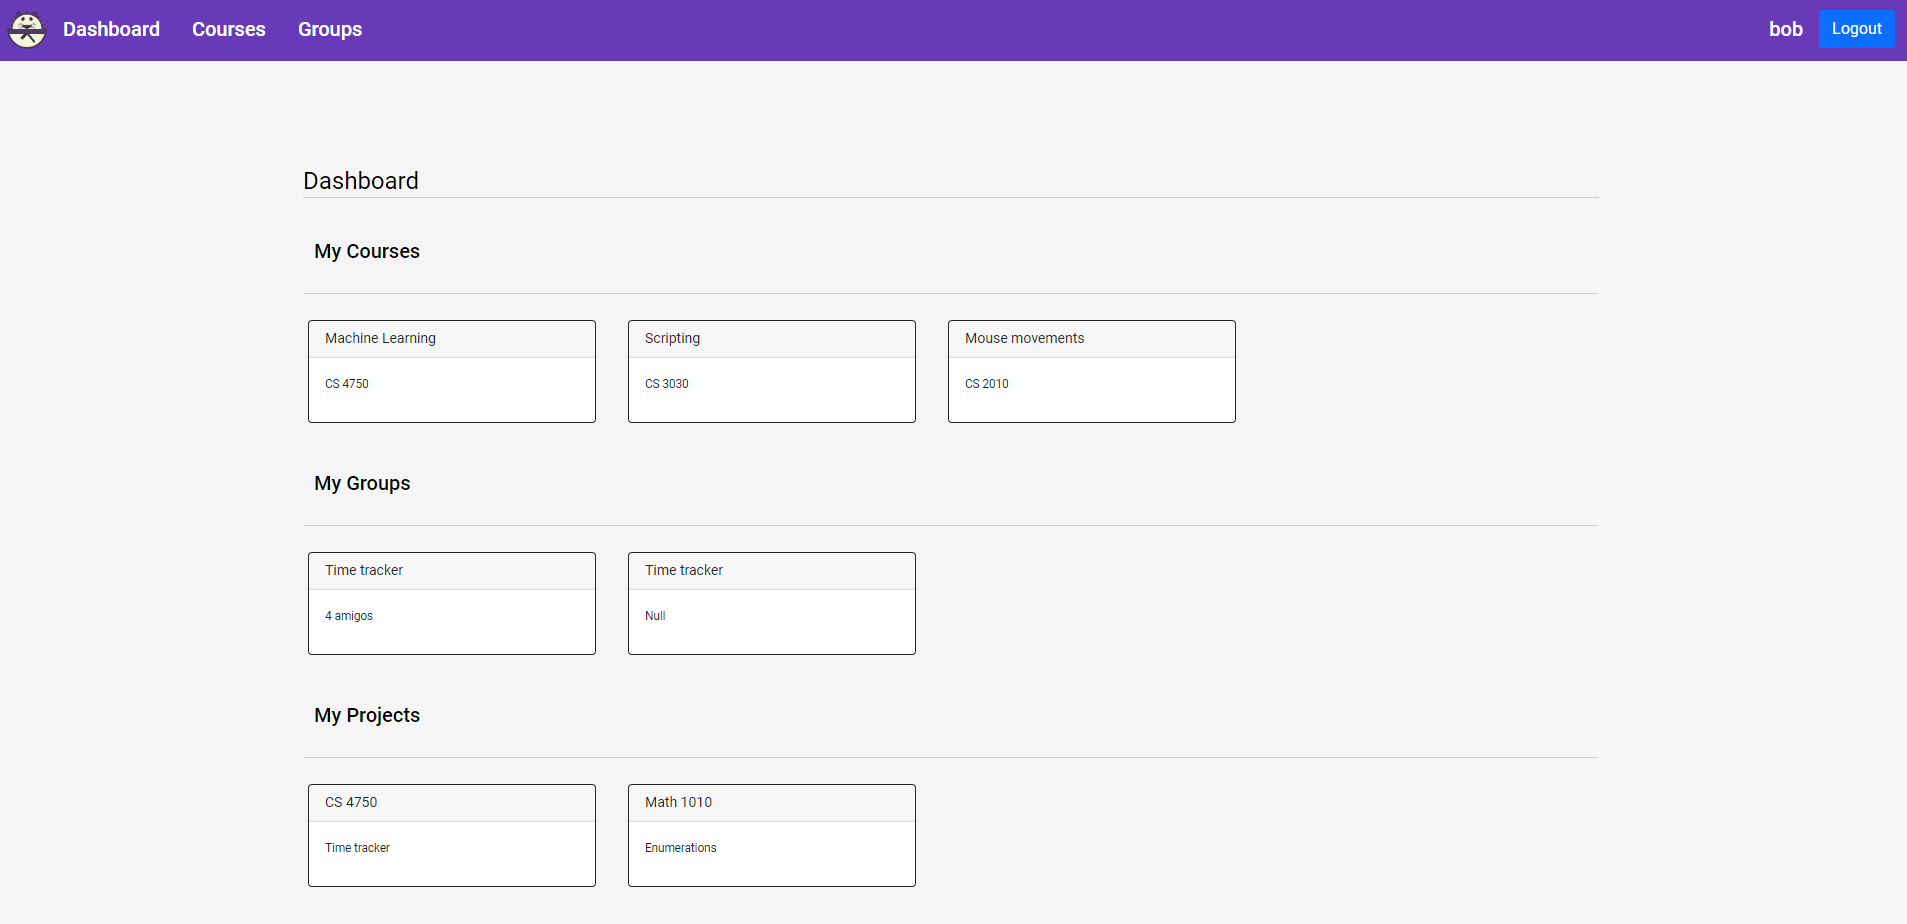 Dashboard Courses Groups bob Logout
Dashboard
My Courses
Machine Learning Scripting Mouse movements
CS 4750 CS 3030 CS 2010
My Groups
Time tracker Time tracker
4 amigos Null
My Projects
CS 4750 Math 1010
Time tracker Enumerations